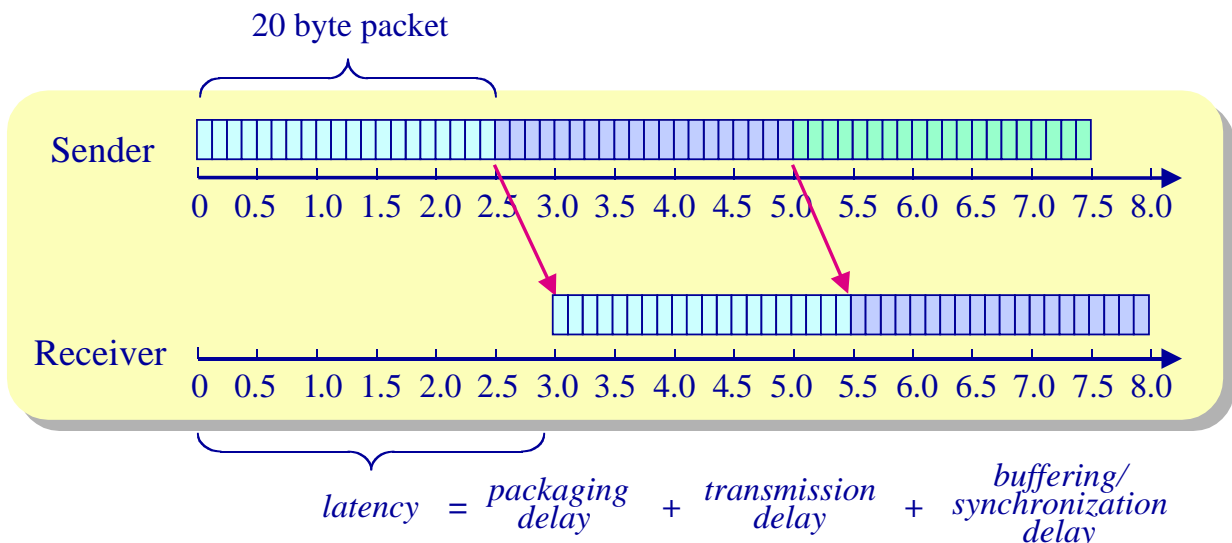 20 byte packet
Sender
0 0.5 1.0 1.5 2.0 2.5 3.0 3.5 4.0 4.5 5.0 5.5 6.0 6.5 7.0 7.5 8.0
Receiver
0 0.5 1.0 1.5 2.0 2.5 3.0 3.5 4.0 4.5 5.0 5.5 6.0 6.5 7.0 7.5 8.0
latency = packaging delay + transmission delay + buffering/ synchronization delay